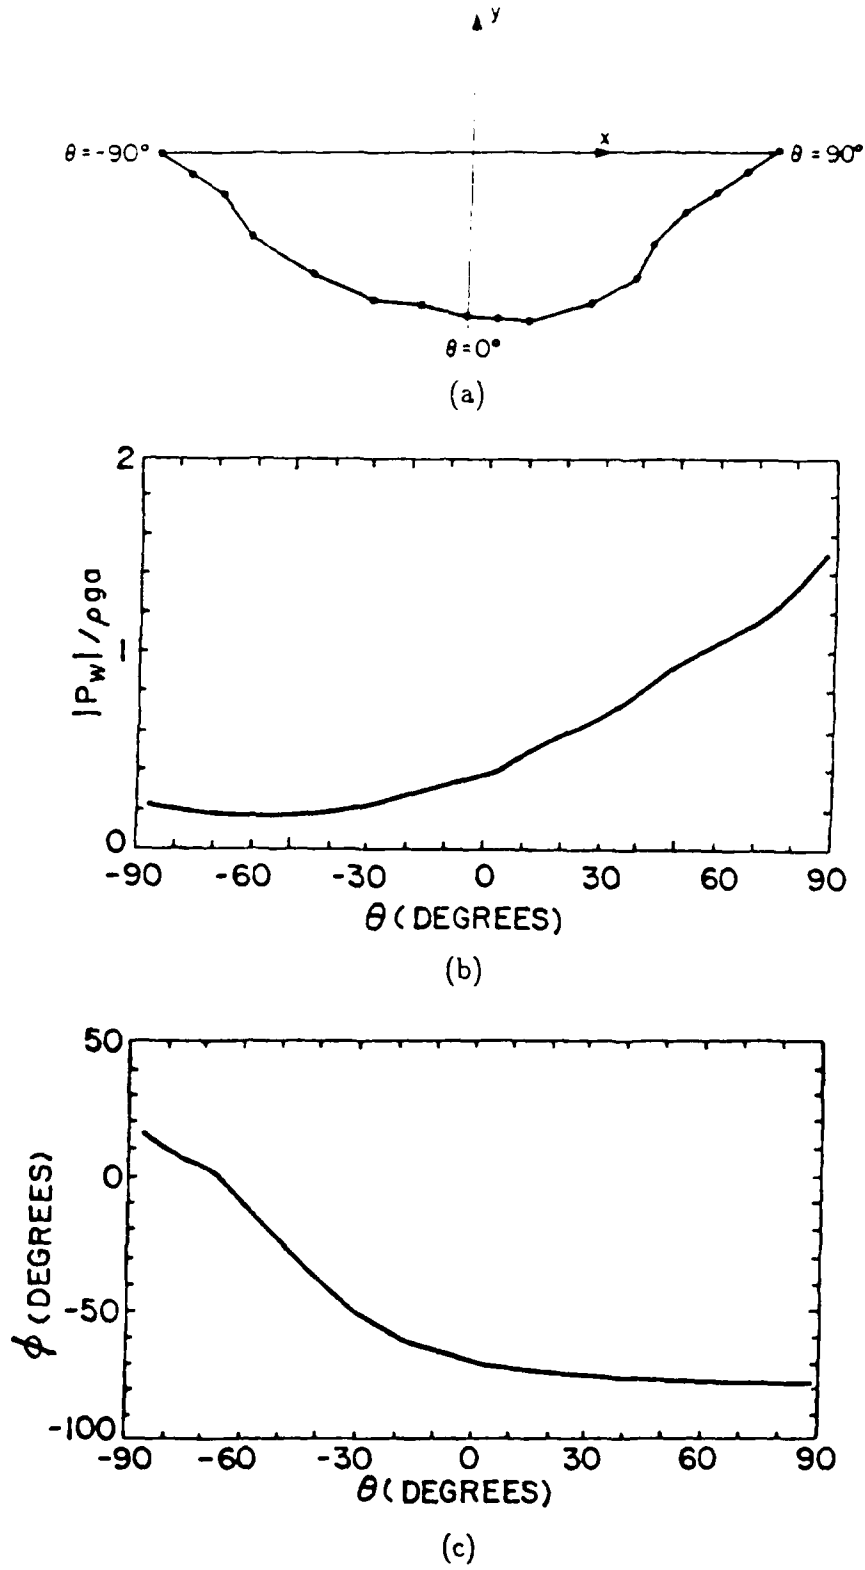 y
θ=-90° x θ=90°
θ=0°
(a)
2
1
0
|Pw|/ρga
-90 -60 -30 0 30 60 90
θ(DEGREES)
(b)
50
0
-50
-100
ϕ(DEGREES)
-90 -60 -30 0 30 60 90
θ(DEGREES)
(c)